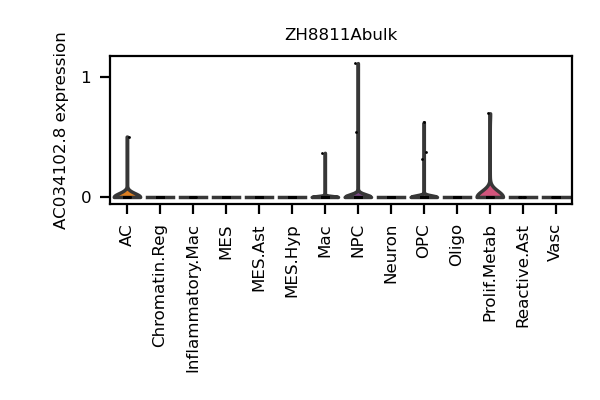 ZH8811Abulk
AC034102.8 expression
1
0
AC
Chromatin.Reg
Inflammatory.Mac
MES
MES.Ast
MES.Hyp
Mac
NPC
Neuron
OPC
Oligo
Prolif.Metab
Reactive.Ast
Vasc